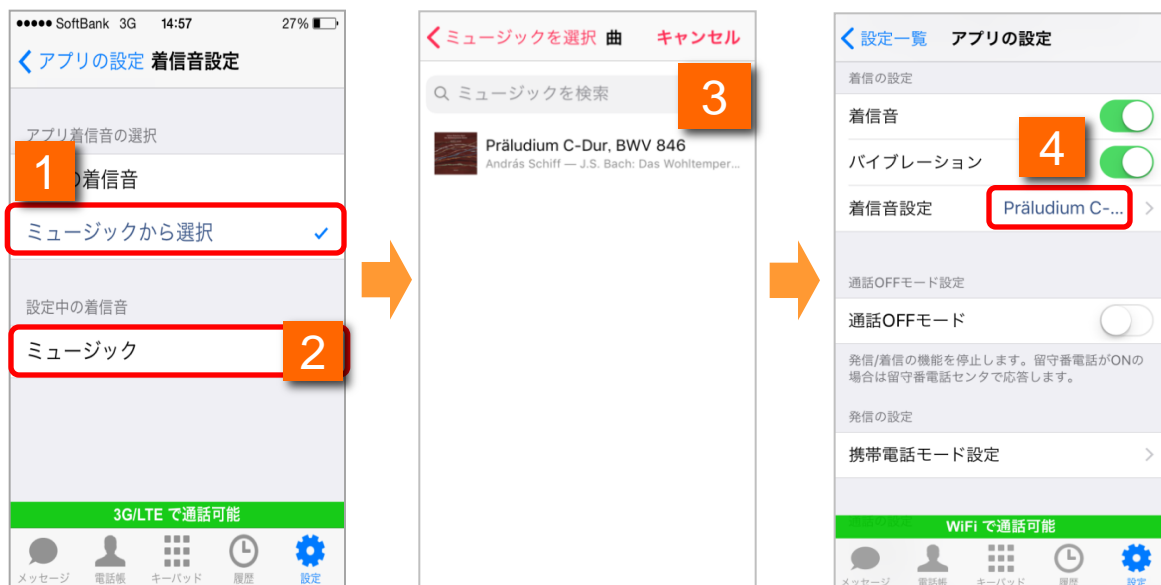 SoftBank 3G 14:57 27%
アプリの設定 着信音設定
アプリ着信音の選択
1
の着信音
ミュージックから選択
設定中の着信音
ミュージック
2
3G/LTE で通話可能
メッセージ 電話帳 キーパッド 履歴 設定
ミュージックを選択 曲 キャンセル
ミュージックを検索
3
Präludium C-Dur, BWV 846
András Schiff — J.S. Bach: Das Wohltemper...
設定一覧 アプリの設定
着信の設定
着信音
4
バイブレーション
着信音設定 Präludium C-...
通話OFFモード設定
通話OFFモード
発信/着信の機能を停止します。留守番電話がONの
場合は留守番電話センタで応答します。
発信の設定
携帯電話モード設定
WiFi で通話可能
メッセージ 電話帳 キーパッド 履歴 設定